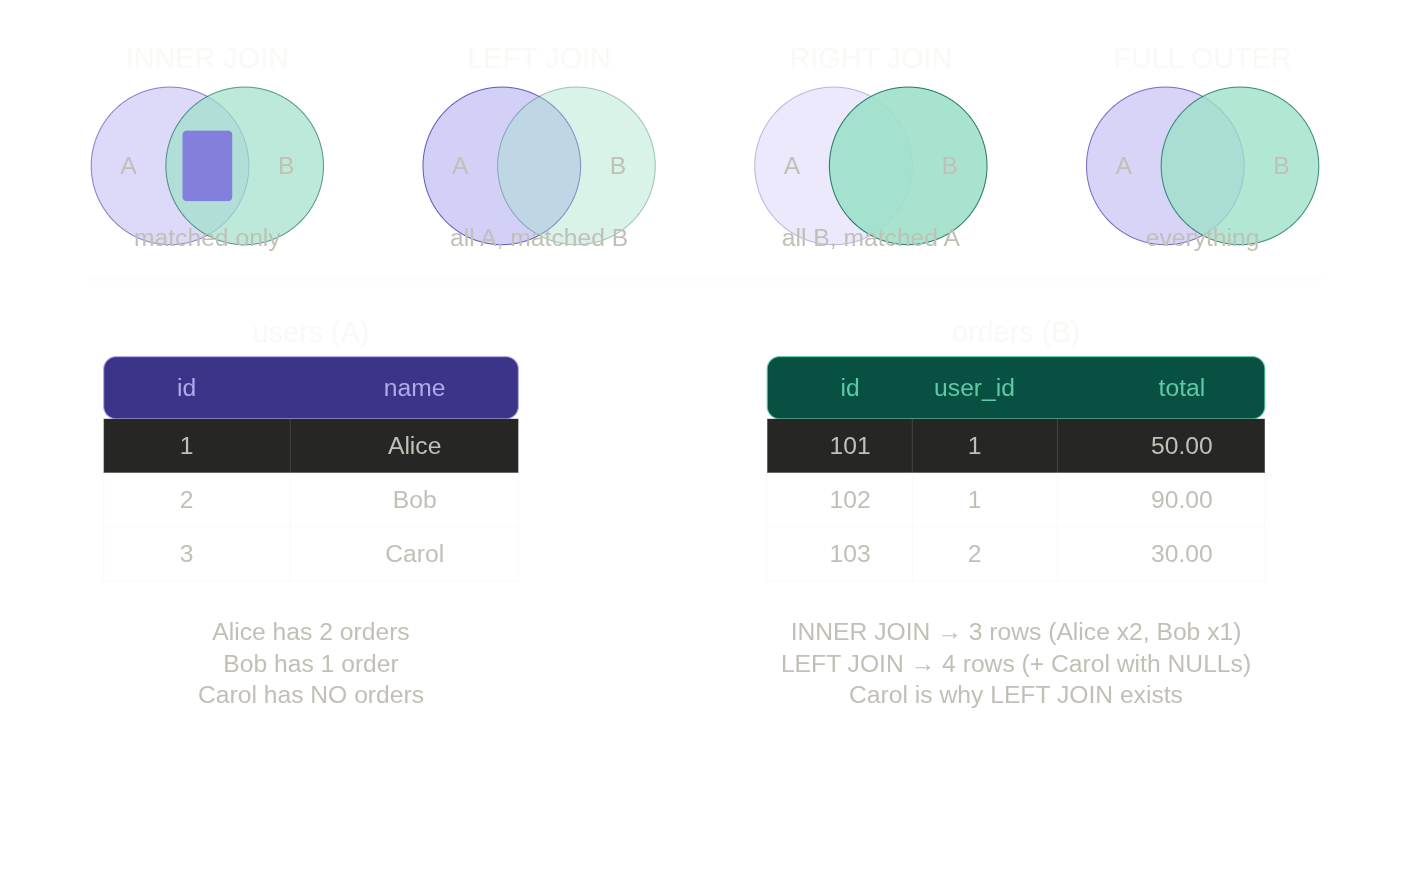 INNER JOIN LEFT JOIN RIGHT JOIN FULL OUTER
A B A B A B A B
matched only all A, matched B all B, matched A everything
users (A) orders (B)
id name id user_id total
1 Alice 101 1 50.00
2 Bob 102 1 90.00
3 Carol 103 2 30.00
Alice has 2 orders INNER JOIN → 3 rows (Alice x2, Bob x1)
Bob has 1 order LEFT JOIN → 4 rows (+ Carol with NULLs)
Carol has NO orders Carol is why LEFT JOIN exists